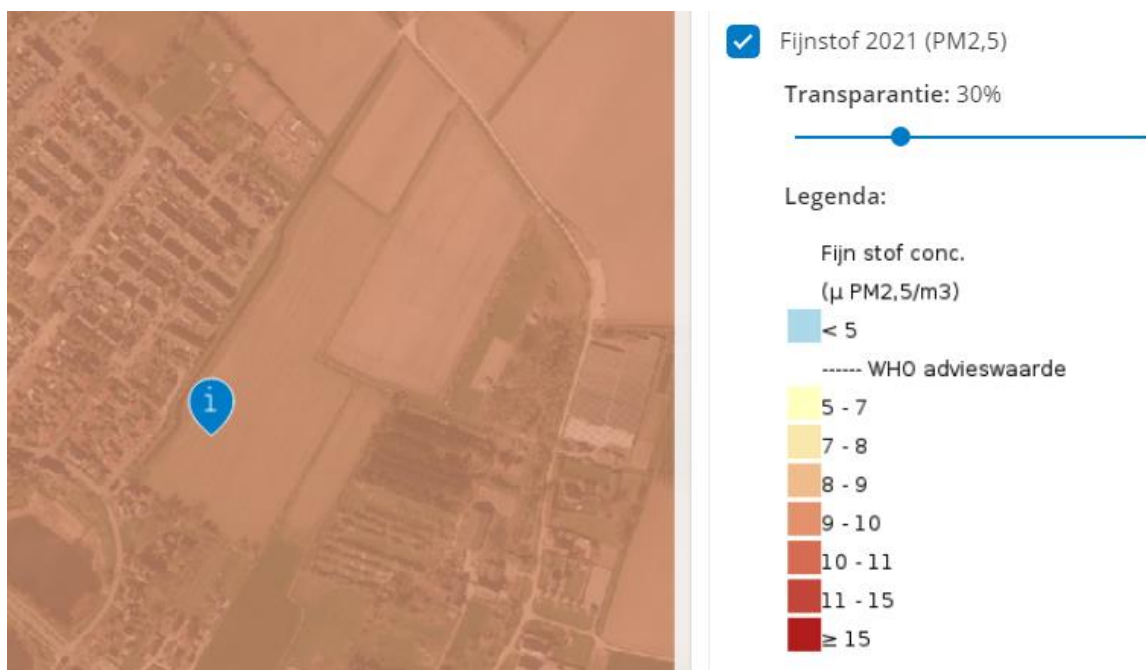 i
Fijnstof 2021 (PM2,5)
Transparantie: 30%
Legenda:
Fijn stof conc.
(µ PM2,5/m3)
< 5
------ WHO advieswaarde
5 - 7
7 - 8
8 - 9
9 - 10
10 - 11
11 - 15
≥ 15